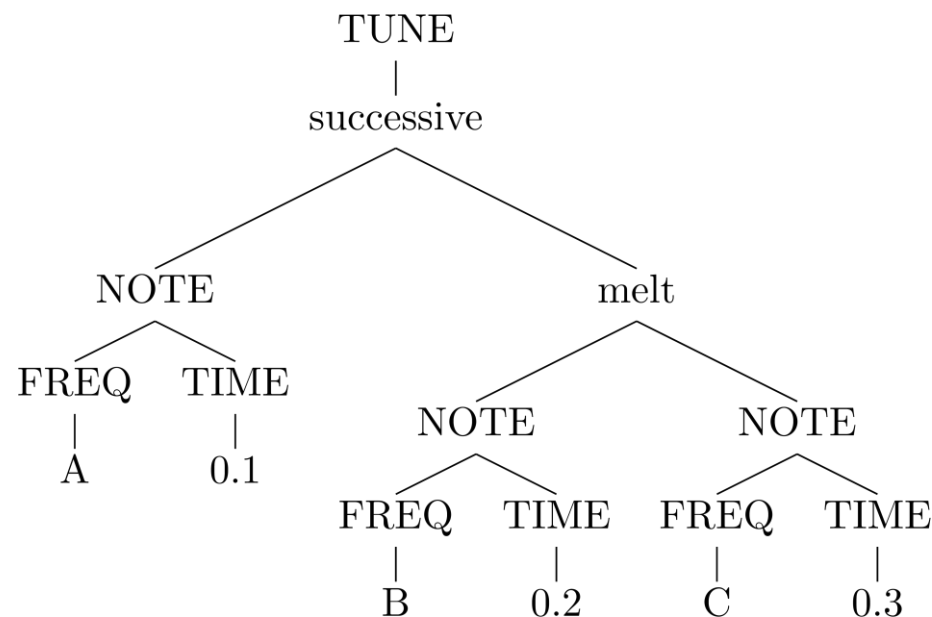 TUNE
successive
NOTE melt
FREQ TIME
NOTE NOTE
A 0.1
FREQ TIME FREQ TIME
B 0.2 C 0.3